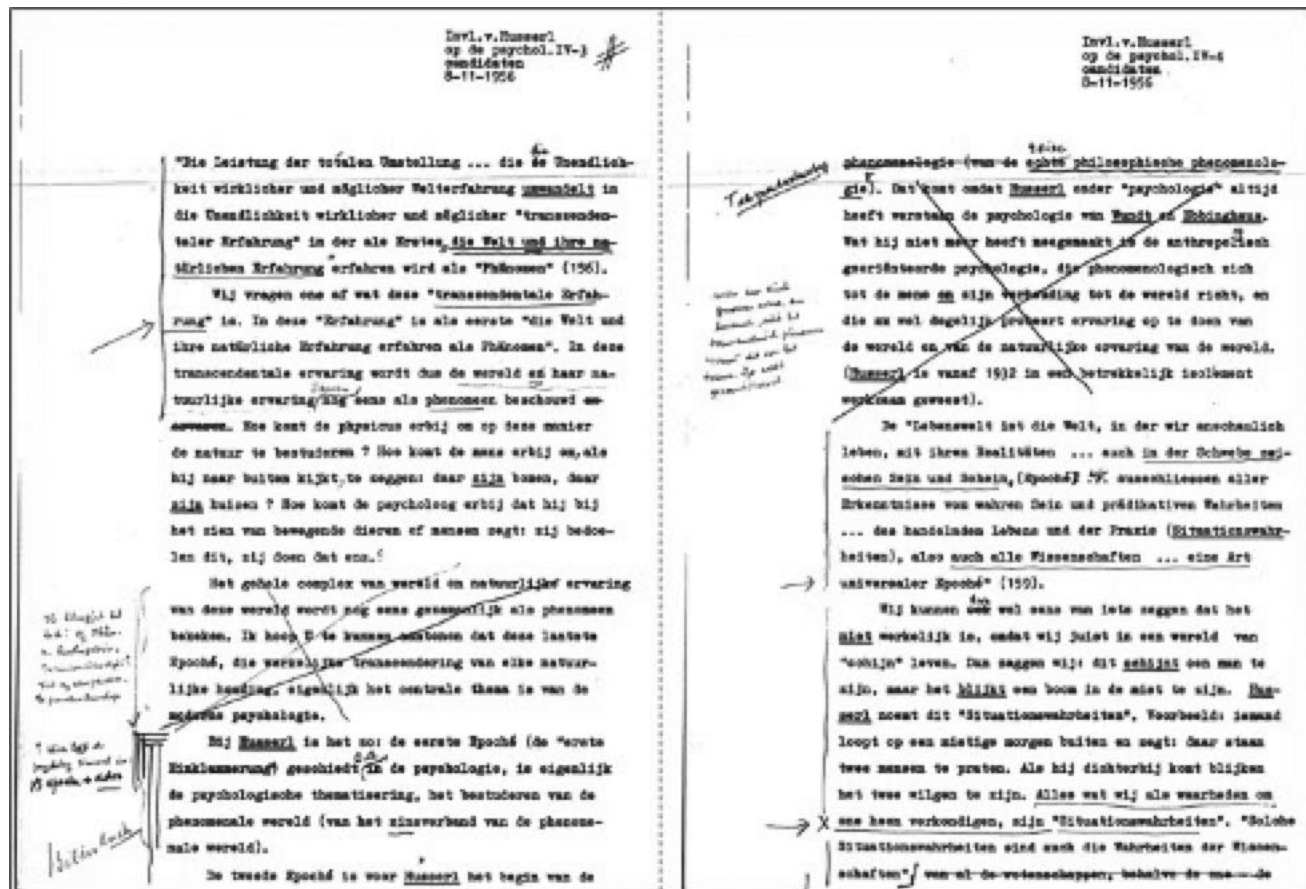 Invl.v.Husserl
op de psychol.IV-3
candidaten
8-11-1956
"Die Leistung der totalen Umstellung ... die de Unendlich-
die
keit wirklicher und möglicher Welterfahrung umwandelj in
die Unendlichkeit wirklicher und möglicher "transzenden-
taler Erfahrung" in der als Erstes die Welt und ihre na-
türlichen Erfahrung erfahren wird als "Phänomen" (156).
Wij vragen ons af wat deze "transcendentale Erfah-
rung" is. In deze "Erfahrung" is als eerste "die Welt und
ihre natürliche Erfahrung erfahren als Phänomen". In deze
transcendentale ervaring wordt dus de wereld en haar na-
tuurlijke ervaring nog eens als phenomeen beschouwd en
ervaren. Hoe komt de physicus erbij om op deze manier
de natuur te bestuderen ? Hoe komt de mens erbij om, als
hij naar buiten kijkt, te zeggen: daar zijn bomen, daar
zijn huizen ? Hoe komt de psycholoog erbij dat hij bij
het zien van bewegende dieren of mensen zegt: zij bedoe-
len dit, zij doen dat enz.
Het gehele complex van wereld en natuurlijke ervaring
van deze wereld wordt nog eens gezamenlijk als phenomeen
bekeken. Ik hoop U te kunnen aantonen dat deze laatste
Epoché, die werkelijke transcendering van elke natuur-
lijke houding, eigenlijk het centrale thema is van de
moderne psychologie.
Bij Husserl is het zo: de eerste Epoché (de "erste
Einklammerung") geschiedt in de psychologie, is eigenlijk
de psychologische thematisering, het bestuderen van de
phenomenale wereld (van het zinsverband van de phenome-
nale wereld).
De tweede Epoché is voor Husserl het begin van de
Invl.v.Husserl
op de psychol.IV-4
candidaten
8-11-1956
phenomenologie (van de echte philosophische phenomenolo-
gie). Dat komt omdat Husserl onder "psychologie" altijd
heeft verstaan de psychologie van Wundt en Ebbinghaus.
Wat hij niet meer heeft meegemaakt is de anthropologisch
georiënteerde psychologie, die phenomenologisch zich
tot de mens en zijn verhouding tot de wereld richt, en
die nu wel degelijk probeert ervaring op te doen van
de wereld en van de natuurlijke ervaring van de wereld.
(Husserl is vanaf 1932 in een betrekkelijk isolement
werkzaam geweest).
De "Lebenswelt ist die Welt, in der wir anschaulich
leben, mit ihren Realitäten ... auch in der Schwebe zwi-
schen Sein und Schein, (Epoché) ausschliessen aller
Erkenntnisse vom wahren Sein und prädikativen Wahrheiten
... des handelnden Lebens und der Praxis (Situationswahr-
heiten), also auch alle Wissenschaften ... eine Art
universaler Epoché" (159).
Wij kunnen wel eens van iets zeggen dat het
niet werkelijk is, omdat wij juist in een wereld van
"schijn" leven. Dan zeggen wij: dit schijnt een man te
zijn, maar het blijkt een boom in de mist te zijn. Hus-
serl noemt dit "Situationswahrheiten". Voorbeeld: iemand
loopt op een mistige morgen buiten en zegt: daar staan
twee mensen te praten. Als hij dichterbij komt blijken
het twee wilgen te zijn. Alles wat wij als waarheden om
ons heen verkondigen, zijn "Situationswahrheiten". "Solche
Situationswahrheiten sind auch die Wahrheiten der Wissen-
schaften" van al de wetenschappen, behalve de